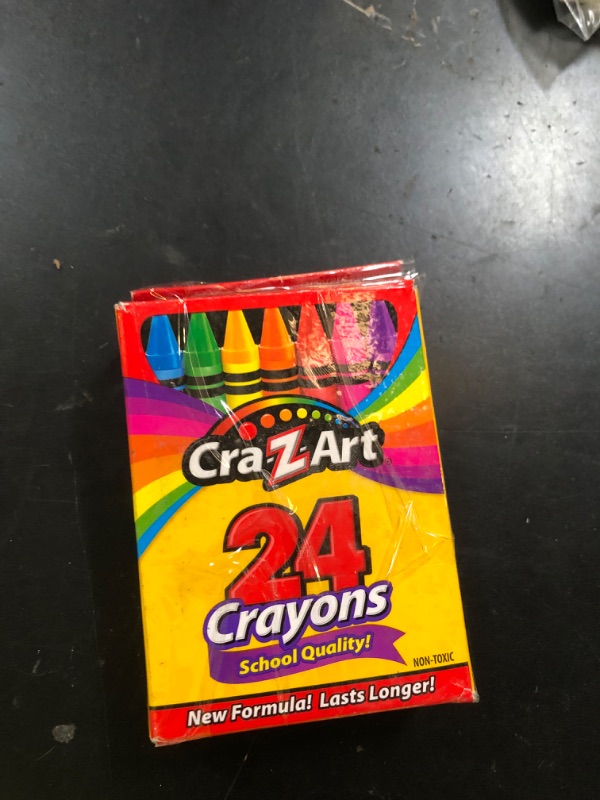 Cra-Z-Art
24
Crayons
School Quality!
NON-TOXIC
New Formula! Lasts Longer!